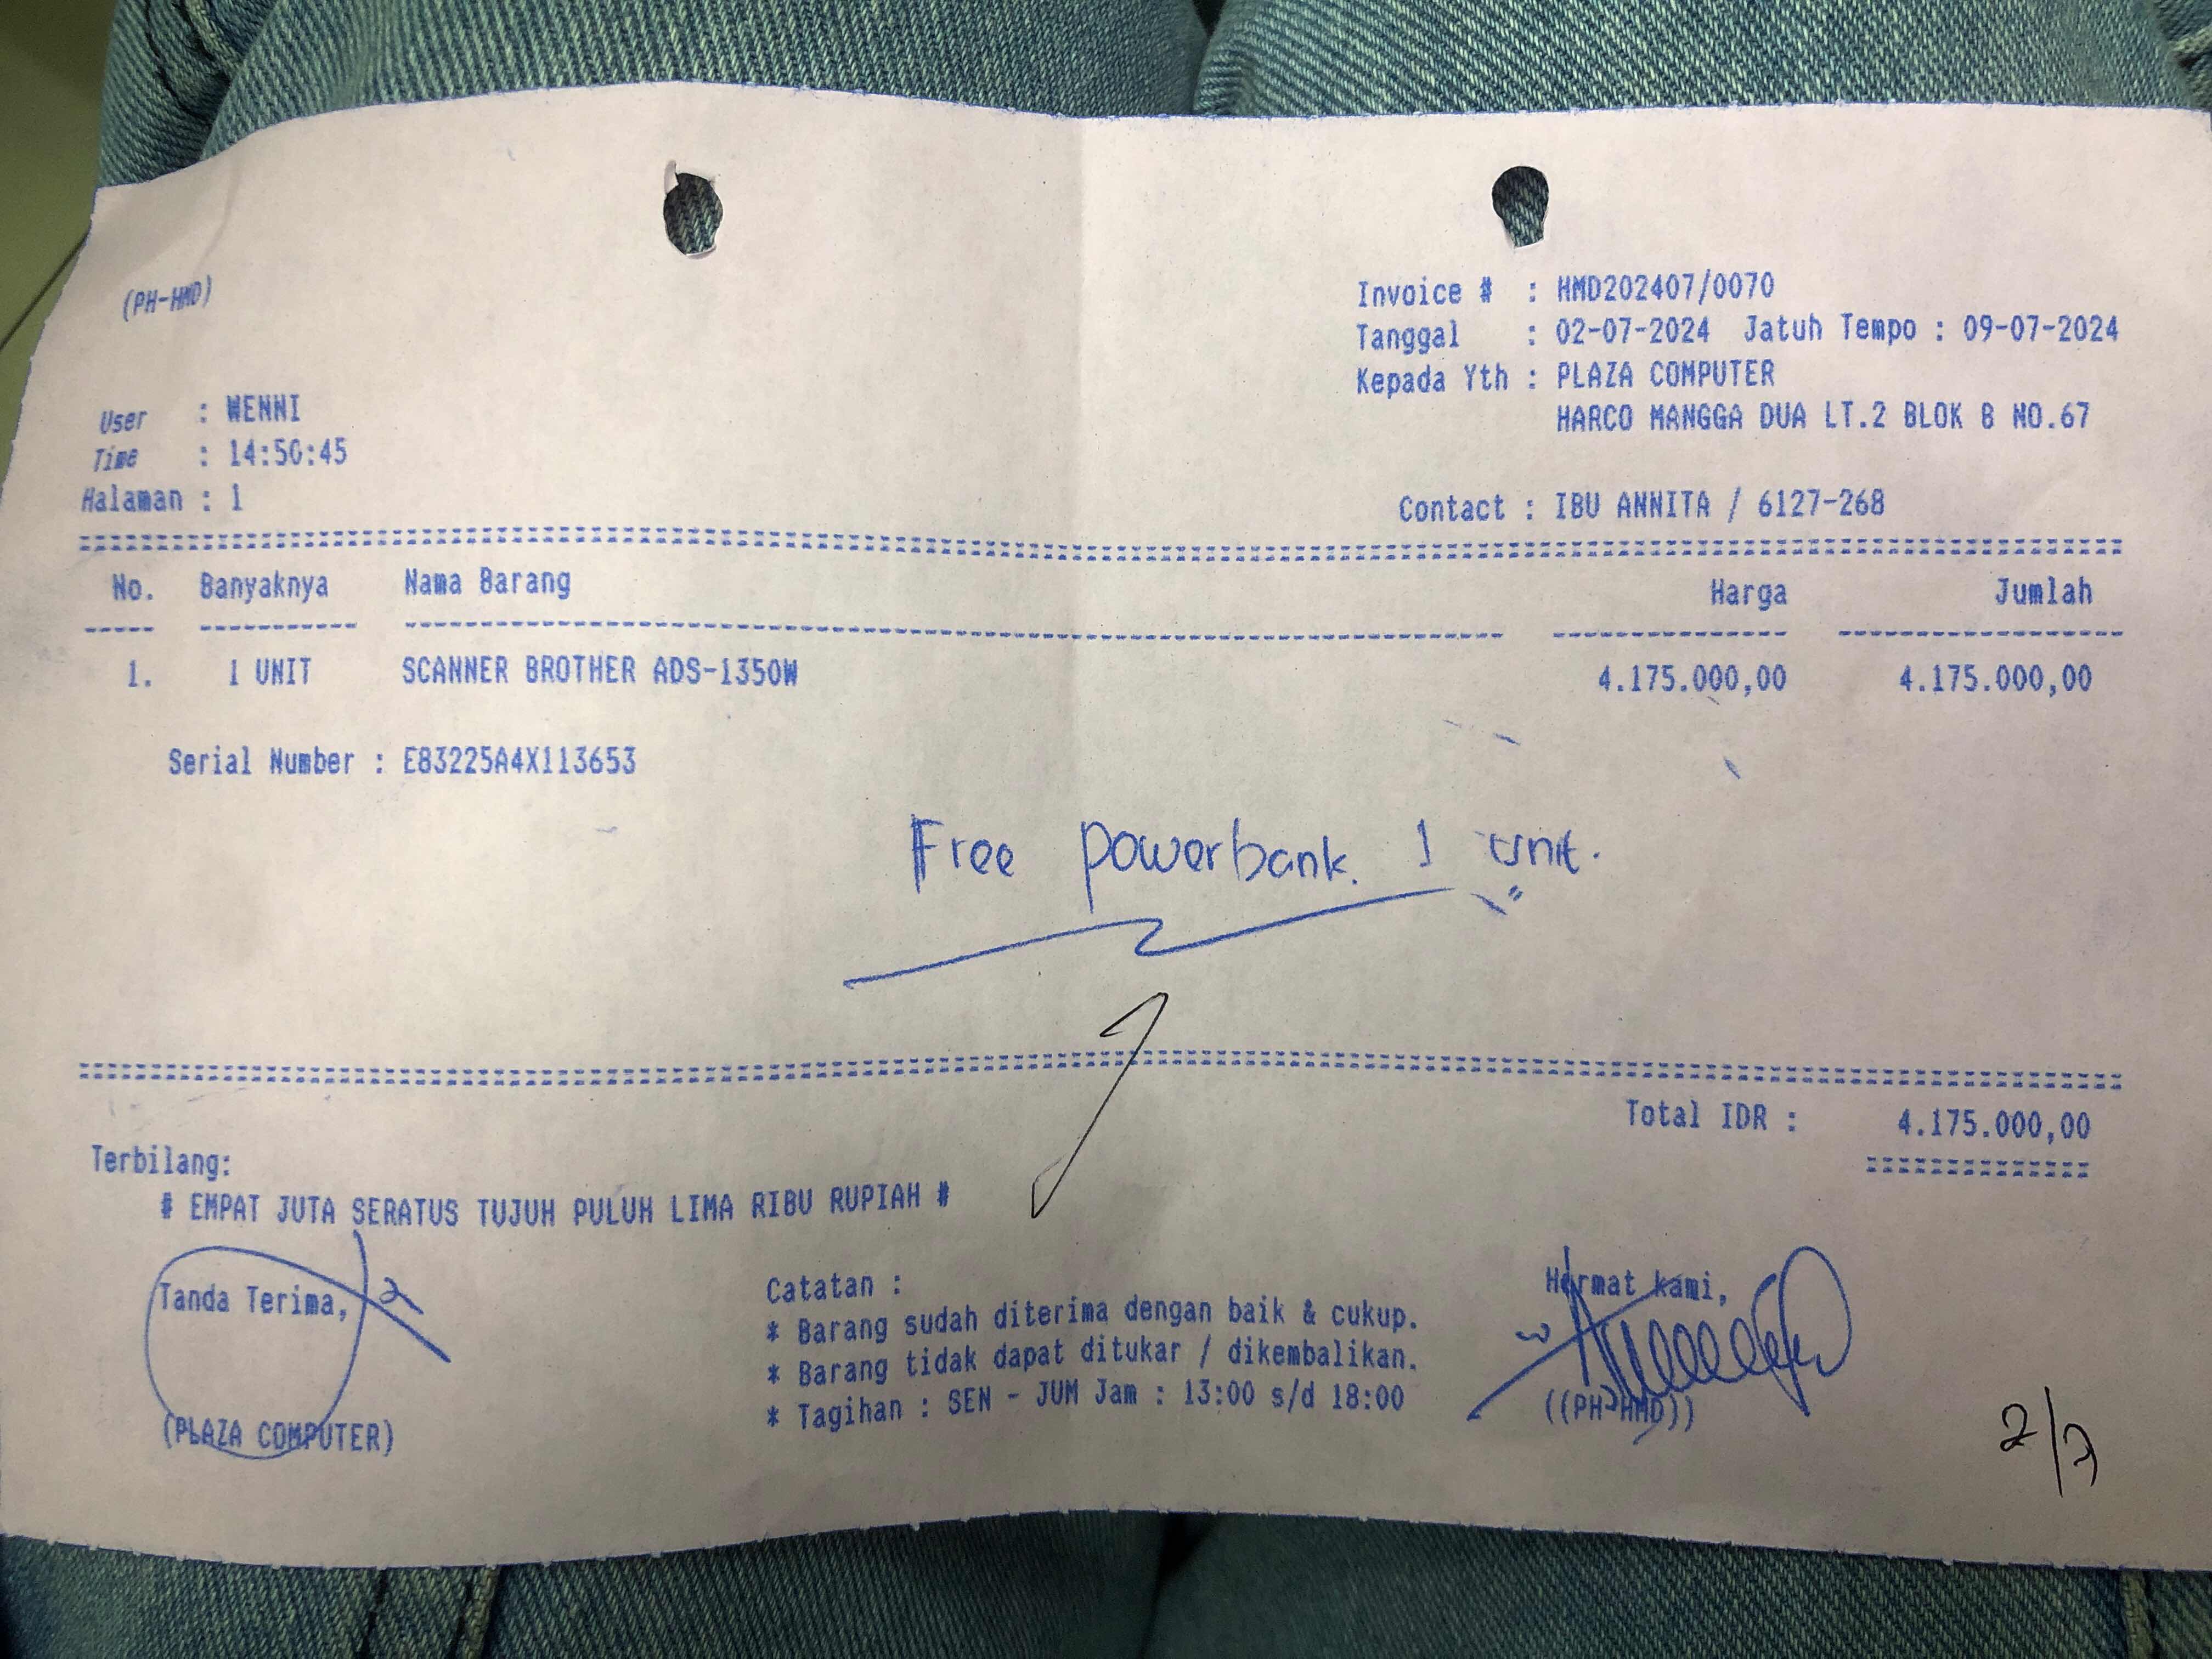 (PH-HMD)
Invoice # : HMD202407/0070
Tanggal : 02-07-2024 Jatuh Tempo : 09-07-2024
Kepada Yth : PLAZA COMPUTER
HARCO MANGGA DUA LT.2 BLOK B NO.67
User : WENNI
Time : 14:50:45
Halaman : 1
Contact : IBU ANNITA / 6127-268
No. Banyaknya Nama Barang Harga Jumlah
1. 1 UNIT SCANNER BROTHER ADS-1350W 4.175.000,00 4.175.000,00
Serial Number : E83225A4X113653
Free powerbank. 1 unit.
Total IDR : 4.175.000,00
Terbilang:
# EMPAT JUTA SERATUS TUJUH PULUH LIMA RIBU RUPIAH #
Tanda Terima,
(PLAZA COMPUTER)
Catatan :
* Barang sudah diterima dengan baik & cukup.
* Barang tidak dapat ditukar / dikembalikan.
* Tagihan : SEN - JUM Jam : 13:00 s/d 18:00
Hormat kami,
((PH-HMD))
2/7